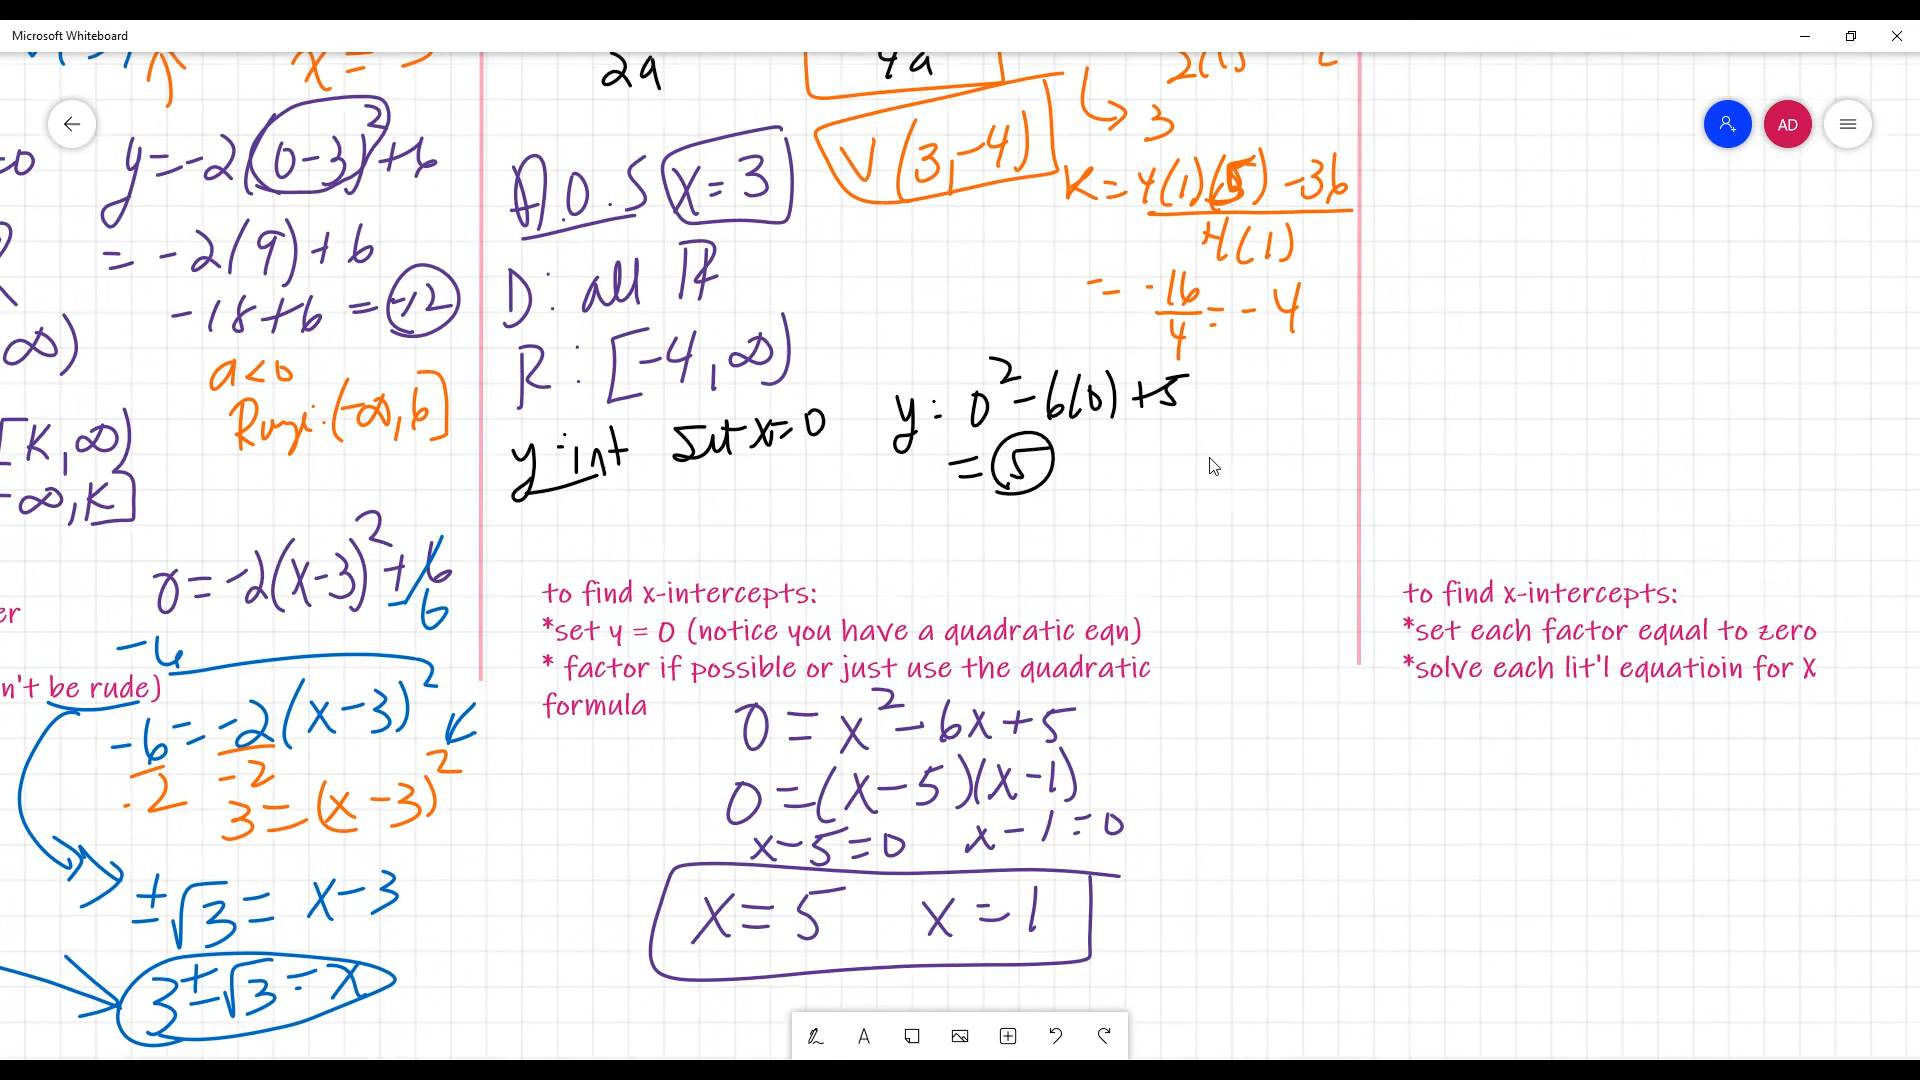 Microsoft Whiteboard
AD
y = -2(0-3)²+6
= -2(9)+6
-18+6 = -12
a<0
Range: (-∞, 6]
∞)
[K, ∞)
-∞, K]
0 = -2(x-3)² + 6
-6
-6
er
n't be rude)
-6 = -2(x-3)²
-2 -2
3 = (x-3)²
±√3 = x-3
3±√3 = x
2a
4a
V(3,-4)
A.O.S x=3
D: all ℝ
R: [-4, ∞)
y-int Set x=0
y = 0²-6(0)+5
= 5
3
K = 4(1)(5) -36
4(1)
= -16
4
= -4
to find x-intercepts:
*set y = 0 (notice you have a quadratic eqn)
* factor if possible or just use the quadratic
formula
0 = x²-6x+5
0 = (x-5)(x-1)
x-5=0 x-1=0
x=5 x=1
to find x-intercepts:
*set each factor equal to zero
*solve each lit'l equatioin for x